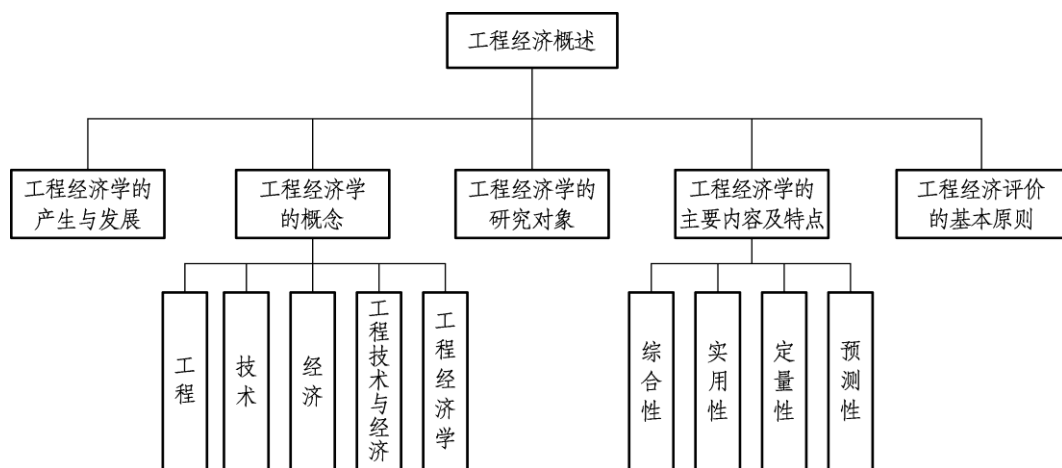 工程经济概述
工程经济学的
产生与发展
工程经济学
的概念
工程经济学的
研究对象
工程经济学的
主要内容及特点
工程经济评价
的基本原则
工程
技术
经济
工程技术与经济
工程经济学
综合性
实用性
定量性
预测性